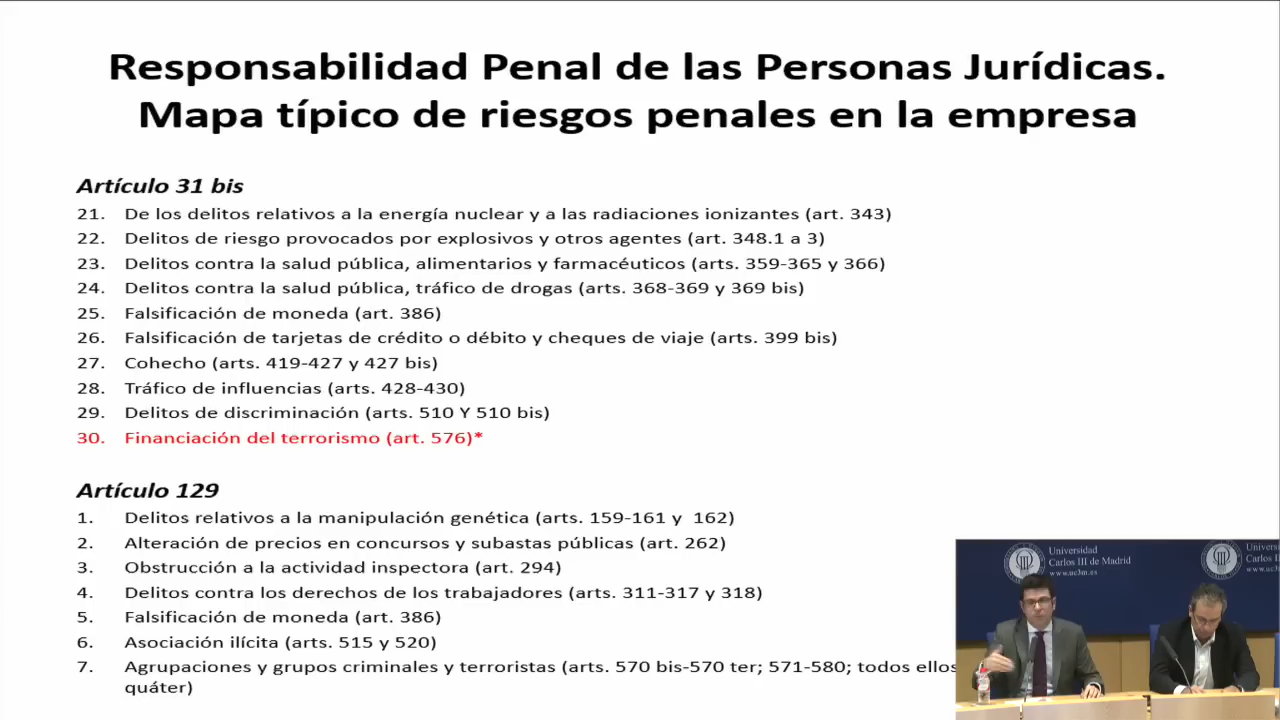 Responsabilidad Penal de las Personas Jurídicas.
Mapa típico de riesgos penales en la empresa
Artículo 31 bis
21. De los delitos relativos a la energía nuclear y a las radiaciones ionizantes (art. 343)
22. Delitos de riesgo provocados por explosivos y otros agentes (art. 348.1 a 3)
23. Delitos contra la salud pública, alimentarios y farmacéuticos (arts. 359-365 y 366)
24. Delitos contra la salud pública, tráfico de drogas (arts. 368-369 y 369 bis)
25. Falsificación de moneda (art. 386)
26. Falsificación de tarjetas de crédito o débito y cheques de viaje (arts. 399 bis)
27. Cohecho (arts. 419-427 y 427 bis)
28. Tráfico de influencias (arts. 428-430)
29. Delitos de discriminación (arts. 510 Y 510 bis)
30. Financiación del terrorismo (art. 576)*
Artículo 129
1. Delitos relativos a la manipulación genética (arts. 159-161 y 162)
2. Alteración de precios en concursos y subastas públicas (art. 262)
3. Obstrucción a la actividad inspectora (art. 294)
4. Delitos contra los derechos de los trabajadores (arts. 311-317 y 318)
5. Falsificación de moneda (art. 386)
6. Asociación ilícita (arts. 515 y 520)
7. Agrupaciones y grupos criminales y terroristas (arts. 570 bis-570 ter; 571-580; todos ellos
quáter)
Universidad
Carlos III de Madrid
www.uc3m.es
Universid
Carlos III
www.uc3m